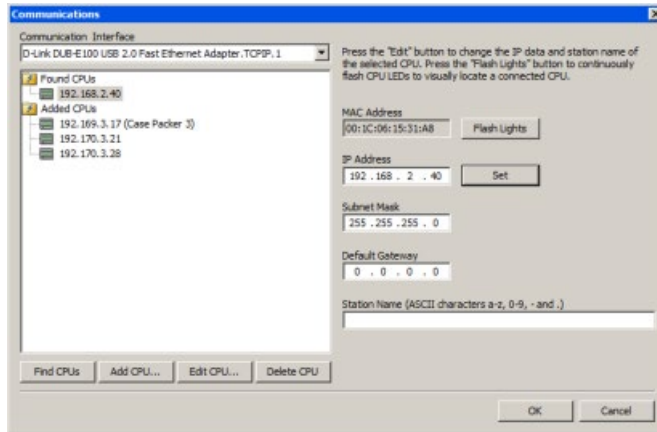 Communications
Communication Interface
D-Link DUB-E100 USB 2.0 Fast Ethernet Adapter.TCPIP.1
Found CPUs
192.168.2.40
Added CPUs
192.169.3.17 (Case Packer 3)
192.170.3.21
192.170.3.28
Find CPUs
Add CPU...
Edit CPU...
Delete CPU
Press the "Edit" button to change the IP data and station name of
the selected CPU. Press the "Flash Lights" button to continuously
flash CPU LEDs to visually locate a connected CPU.
MAC Address
00:1C:06:15:31:A8
Flash Lights
IP Address
192 . 168 . 2 . 40
Set
Subnet Mask
255 . 255 . 255 . 0
Default Gateway
0 . 0 . 0 . 0
Station Name (ASCII characters a-z, 0-9, - and .)
OK
Cancel